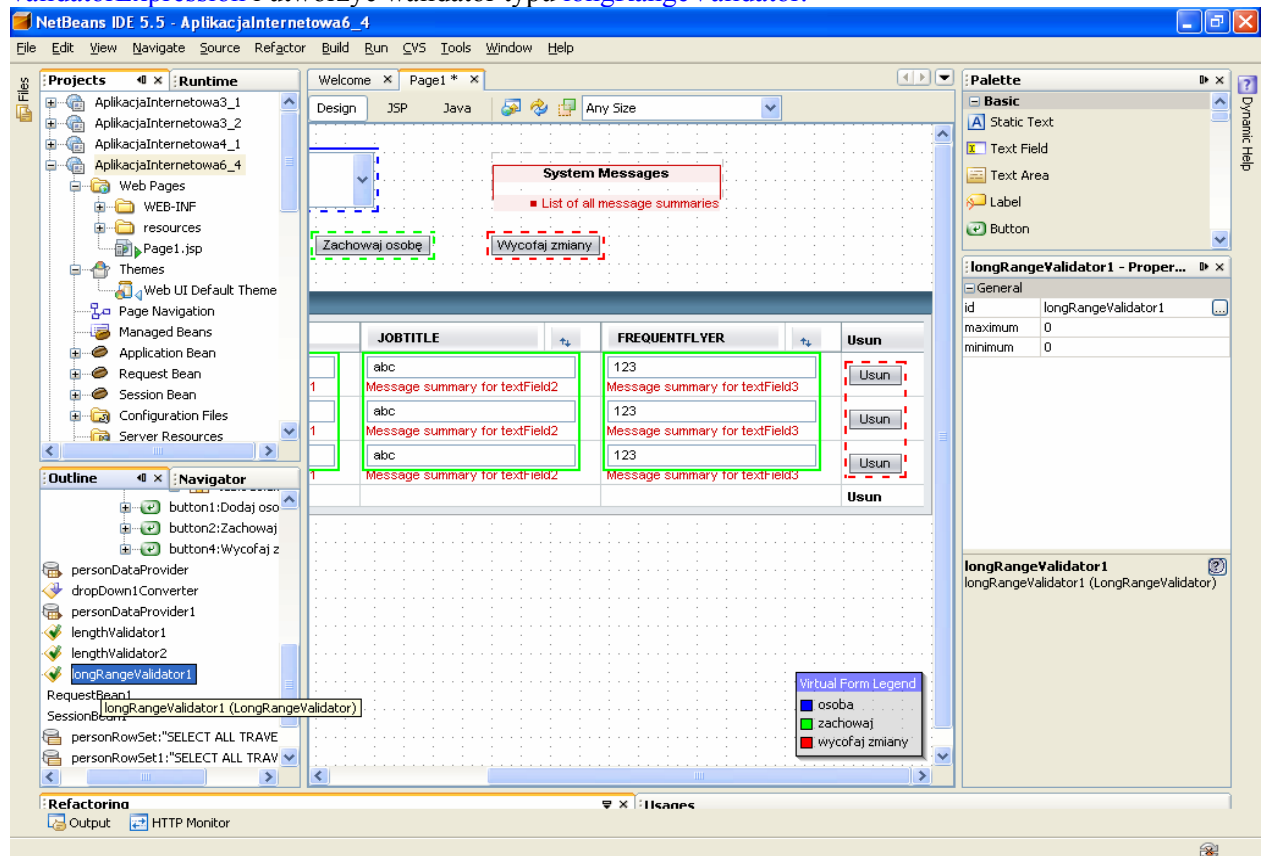 validatorExpression i utworzyć walidator typu longRangeValidator.
NetBeans IDE 5.5 - AplikacjaInternetowa6_4
File Edit View Navigate Source Refactor Build Run CVS Tools Window Help
Files
Projects
Runtime
AplikacjaInternetowa3_1
AplikacjaInternetowa3_2
AplikacjaInternetowa4_1
AplikacjaInternetowa6_4
Web Pages
WEB-INF
resources
Page1.jsp
Themes
Web UI Default Theme
Page Navigation
Managed Beans
Application Bean
Request Bean
Session Bean
Configuration Files
Server Resources
Outline
Navigator
button1:Dodaj oso
button2:Zachowaj
button4:Wycofaj z
personDataProvider
dropDown1Converter
personDataProvider1
lengthValidator1
lengthValidator2
longRangeValidator1
RequestBean1
longRangeValidator1 (LongRangeValidator)
SessionBean1
personRowSet:"SELECT ALL TRAVE
personRowSet1:"SELECT ALL TRAV
Welcome
Page1 *
Design JSP Java Any Size
System Messages
List of all message summaries
Zachowaj osobę
Wycofaj zmiany
JOBTITLE FREQUENTFLYER Usun
abc 123 Usun
1 Message summary for textField2 Message summary for textField3
abc 123 Usun
1 Message summary for textField2 Message summary for textField3
abc 123 Usun
1 Message summary for textField2 Message summary for textField3
Usun
Virtual Form Legend
osoba
zachowaj
wycofaj zmiany
Palette
Basic
Static Text
Text Field
Text Area
Label
Button
longRangeValidator1 - Proper...
General
id longRangeValidator1 ...
maximum 0
minimum 0
longRangeValidator1
longRangeValidator1 (LongRangeValidator)
Dynamic Help
Refactoring
Usages
Output HTTP Monitor